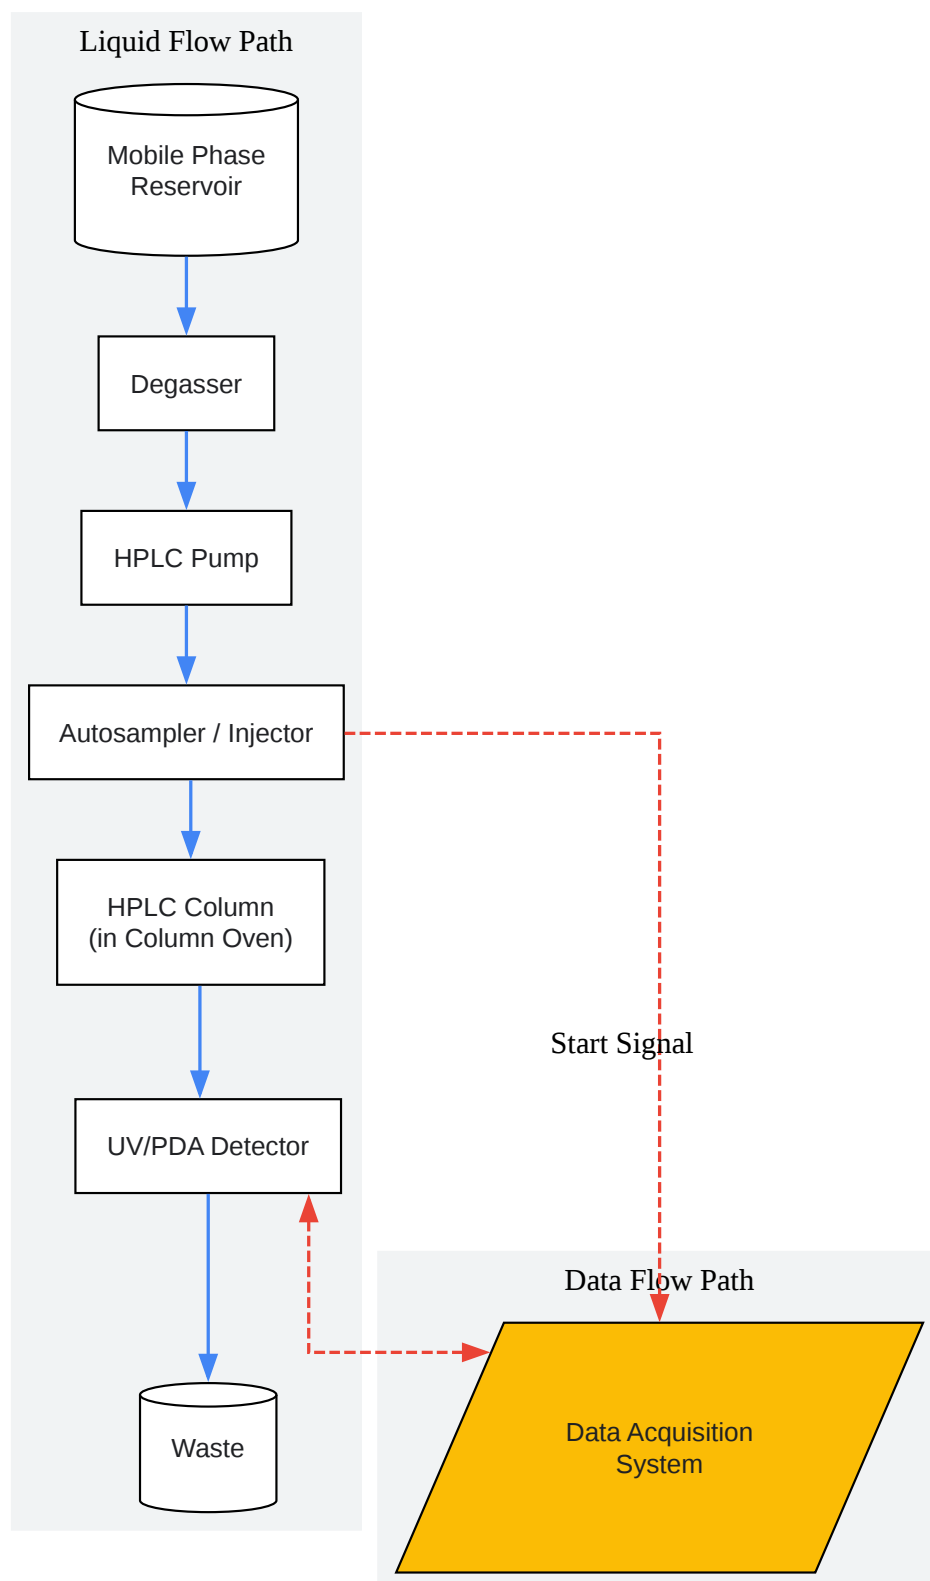 Liquid Flow Path
Mobile Phase
Reservoir
Degasser
HPLC Pump
Autosampler / Injector
HPLC Column
(in Column Oven)
Start Signal
UV/PDA Detector
Data Flow Path
Data Acquisition
System
Waste